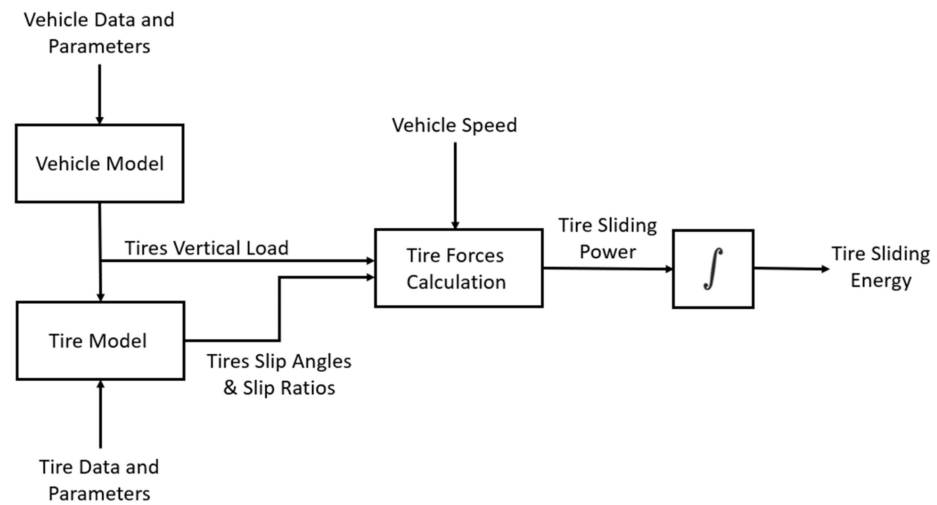 Vehicle Data and
Parameters
Vehicle Model
Vehicle Speed
Tires Vertical Load
Tire Forces
Calculation
Tire Sliding
Power
∫
Tire Sliding
Energy
Tire Model
Tires Slip Angles
& Slip Ratios
Tire Data and
Parameters